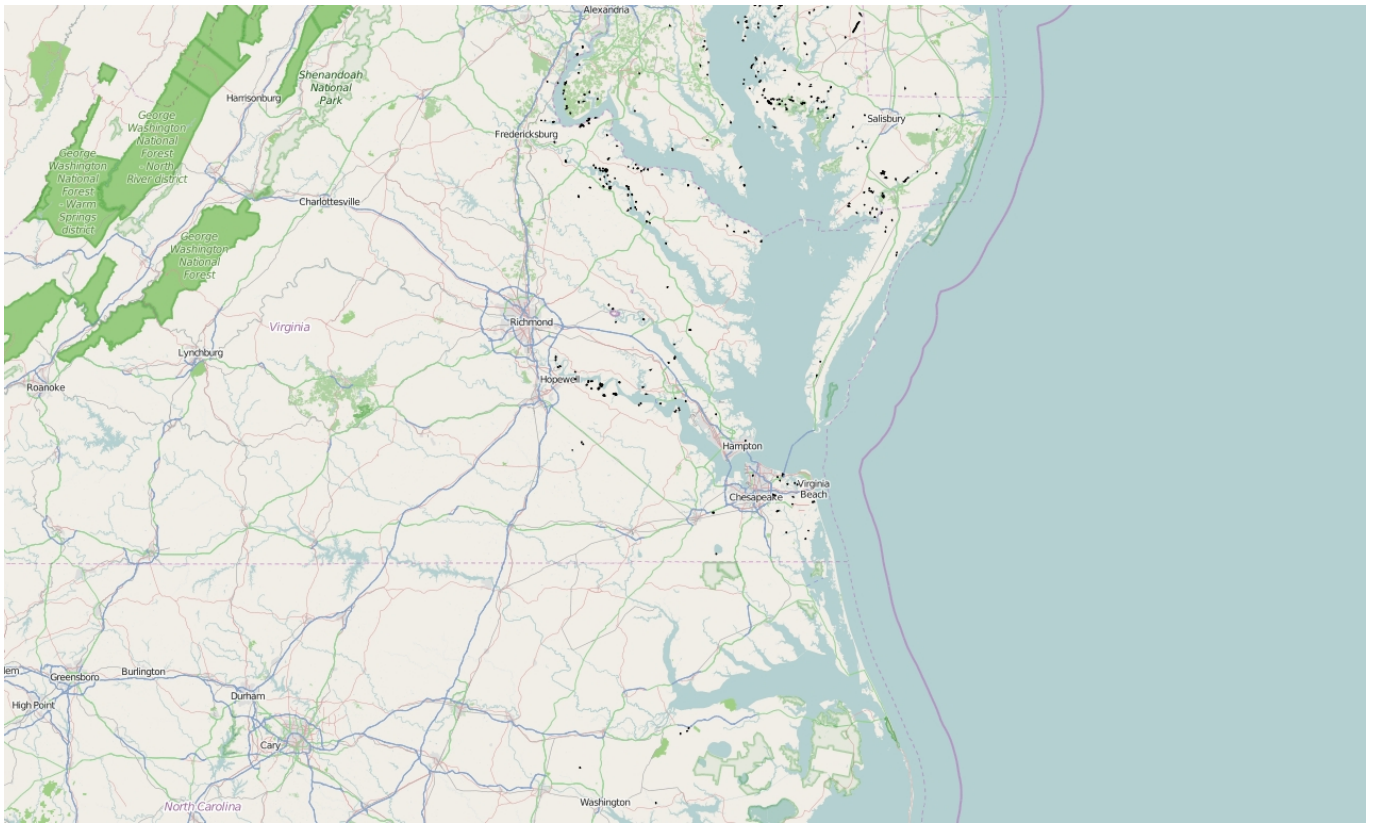 Alexandria
Shenandoah
National
Park
Harrisonburg
George
Washington
National
Forest
- North
River district
Salisbury
Fredericksburg
George
Washington
National
Forest
- Warm
Springs
district
Charlottesville
George
Washington
National
Forest
Richmond
Virginia
Lynchburg
Hopewell
Roanoke
Hampton
Virginia
Beach
Chesapeake
lem
Burlington
Greensboro
Durham
High Point
Cary
North Carolina
Washington